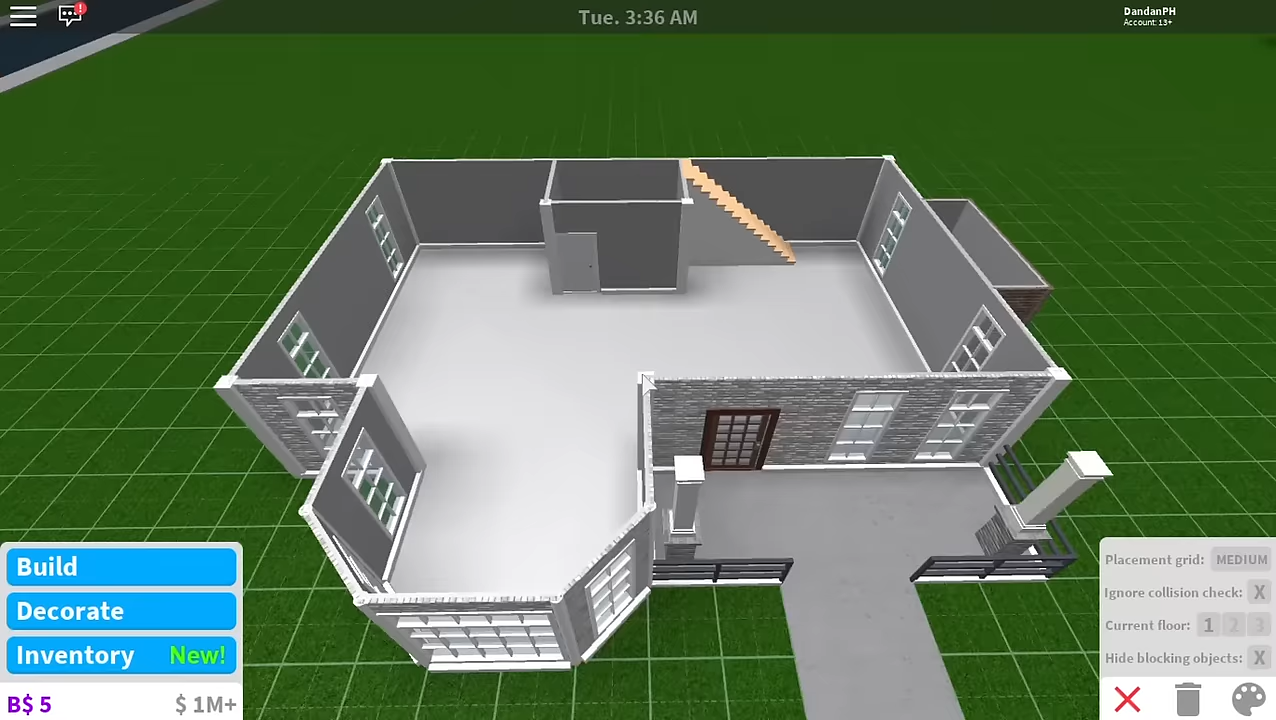 !
Tue. 3:36 AM
DandanPH
Account: 13+
Build
Decorate
Inventory New!
B$ 5 $ 1M+
Placement grid: MEDIUM
Ignore collision check: X
Current floor: 1 2 3
Hide blocking objects: X